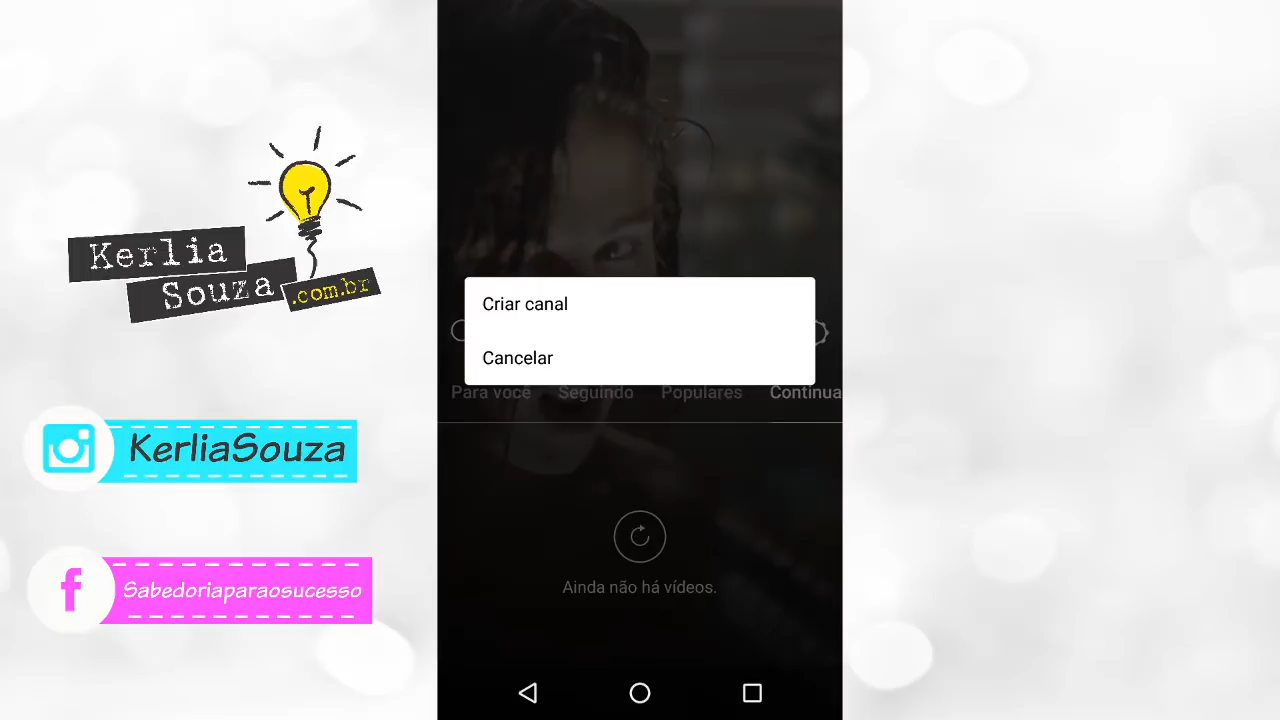 Kerlia
Souza
.com.br
KerliaSouza
f
Sabedoriaparaosucesso
Criar canal
Cancelar
Para você Seguindo Populares Continua
Ainda não há vídeos.